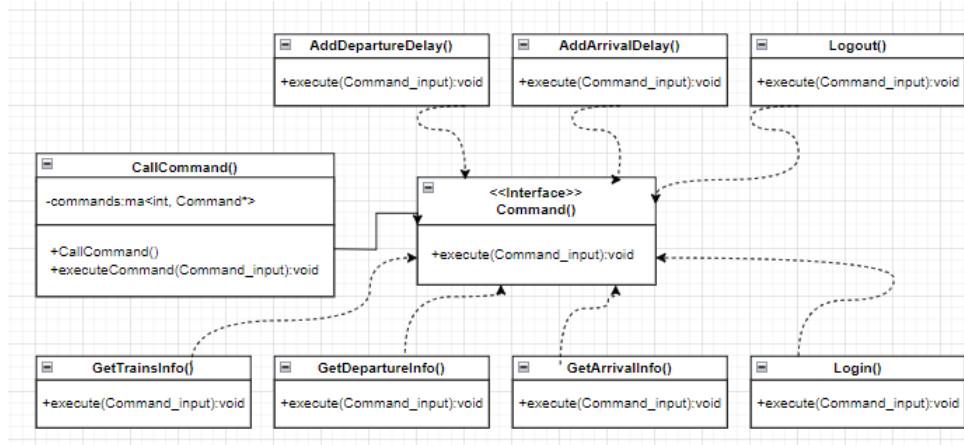 AddDepartureDelay()
+execute(Command_input):void
AddArrivalDelay()
+execute(Command_input):void
Logout()
+execute(Command_input):void
CallCommand()
-commands:ma<int, Command*>
+CallCommand()
+executeCommand(Command_input):void
<<Interface>>
Command()
+execute(Command_input):void
GetTrainsInfo()
+execute(Command_input):void
GetDepartureInfo()
+execute(Command_input):void
GetArrivalInfo()
+execute(Command_input):void
Login()
+execute(Command_input):void